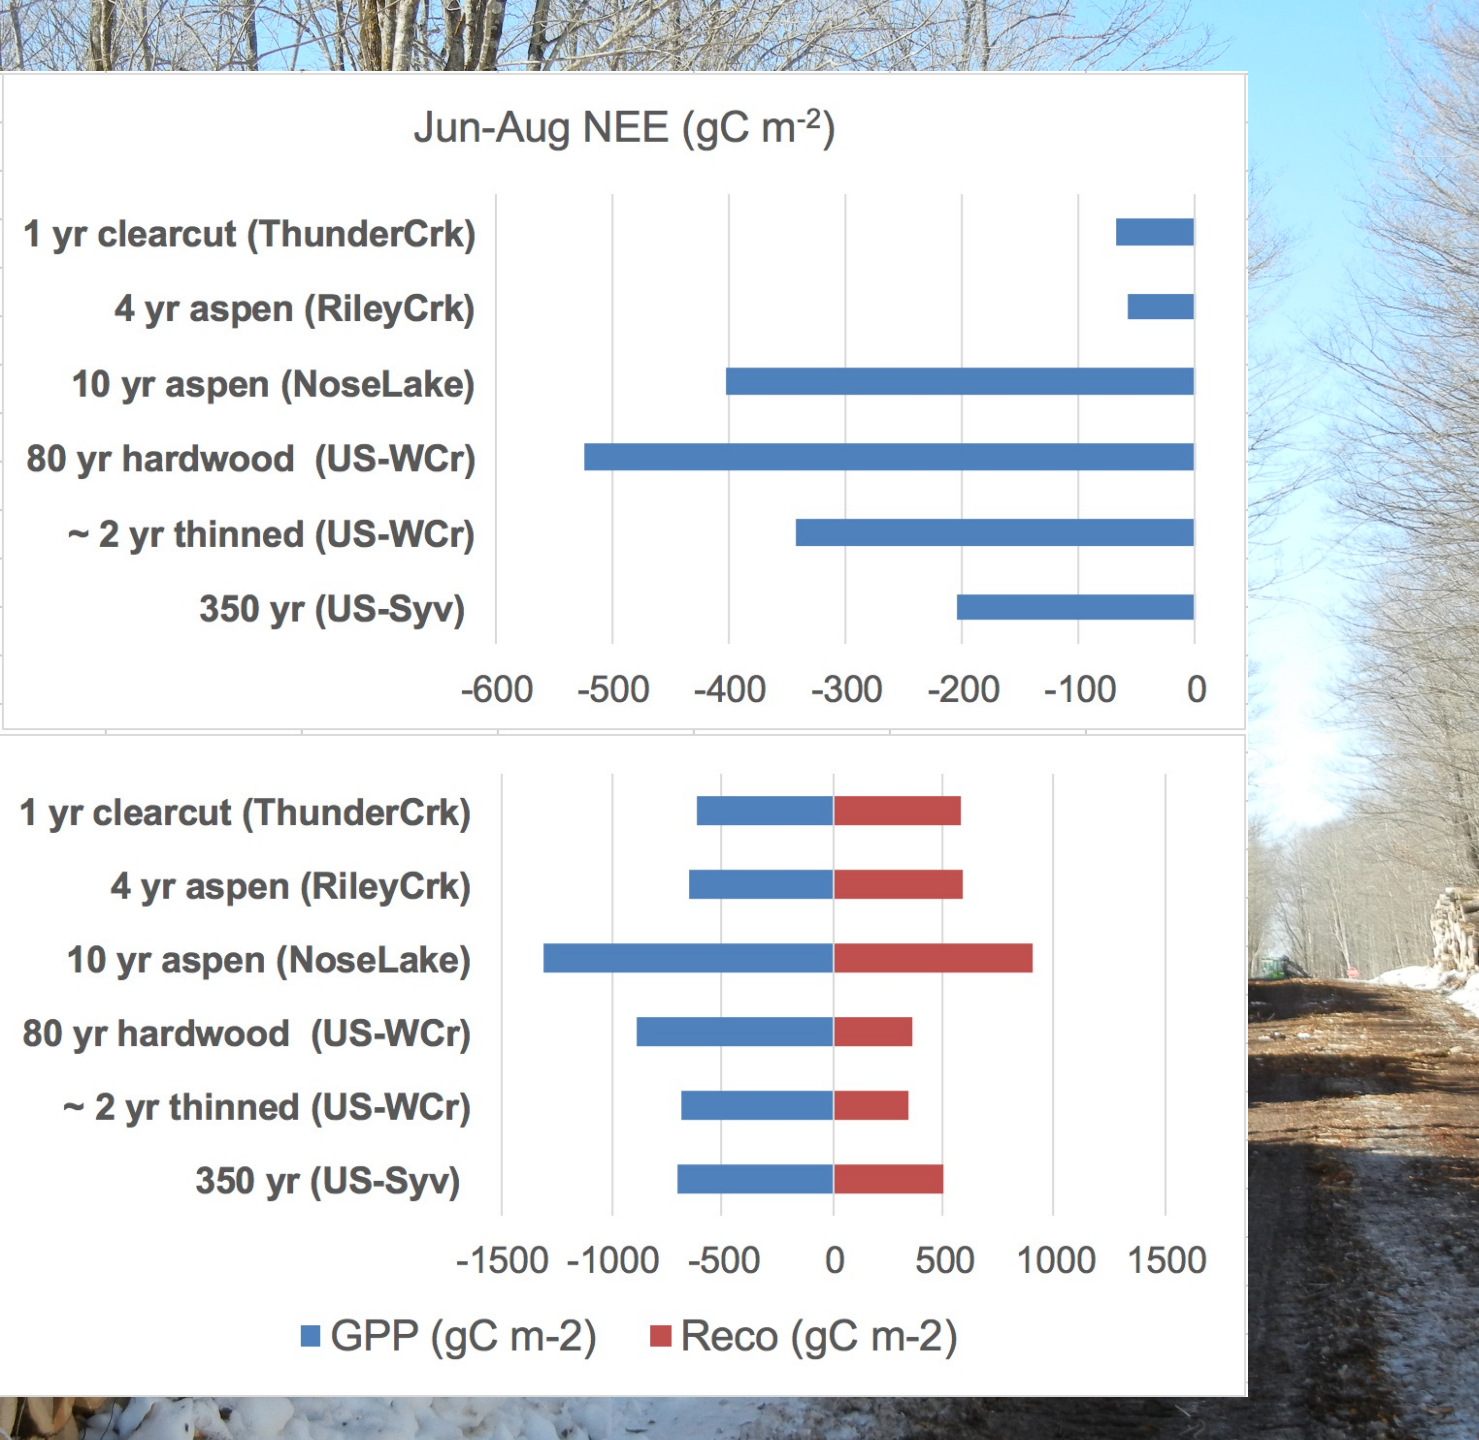 Jun-Aug NEE (gC m-2)
1 yr clearcut (ThunderCrk)
4 yr aspen (RileyCrk)
10 yr aspen (NoseLake)
80 yr hardwood  (US-WCr)
~ 2 yr thinned (US-WCr)
350 yr (US-Syv)
-600 -500 -400 -300 -200 -100 0
1 yr clearcut (ThunderCrk)
4 yr aspen (RileyCrk)
10 yr aspen (NoseLake)
80 yr hardwood  (US-WCr)
~ 2 yr thinned (US-WCr)
350 yr (US-Syv)
-1500 -1000 -500 0 500 1000 1500
GPP (gC m-2) Reco (gC m-2)